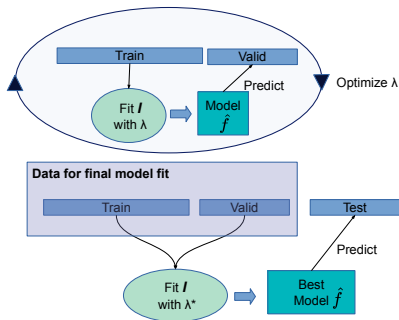 Train
Valid
Predict
Optimize λ
Fit I
with λ
Model
f̂
Data for final model fit
Train
Valid
Test
Predict
Fit I
with λ*
Best
Model f̂